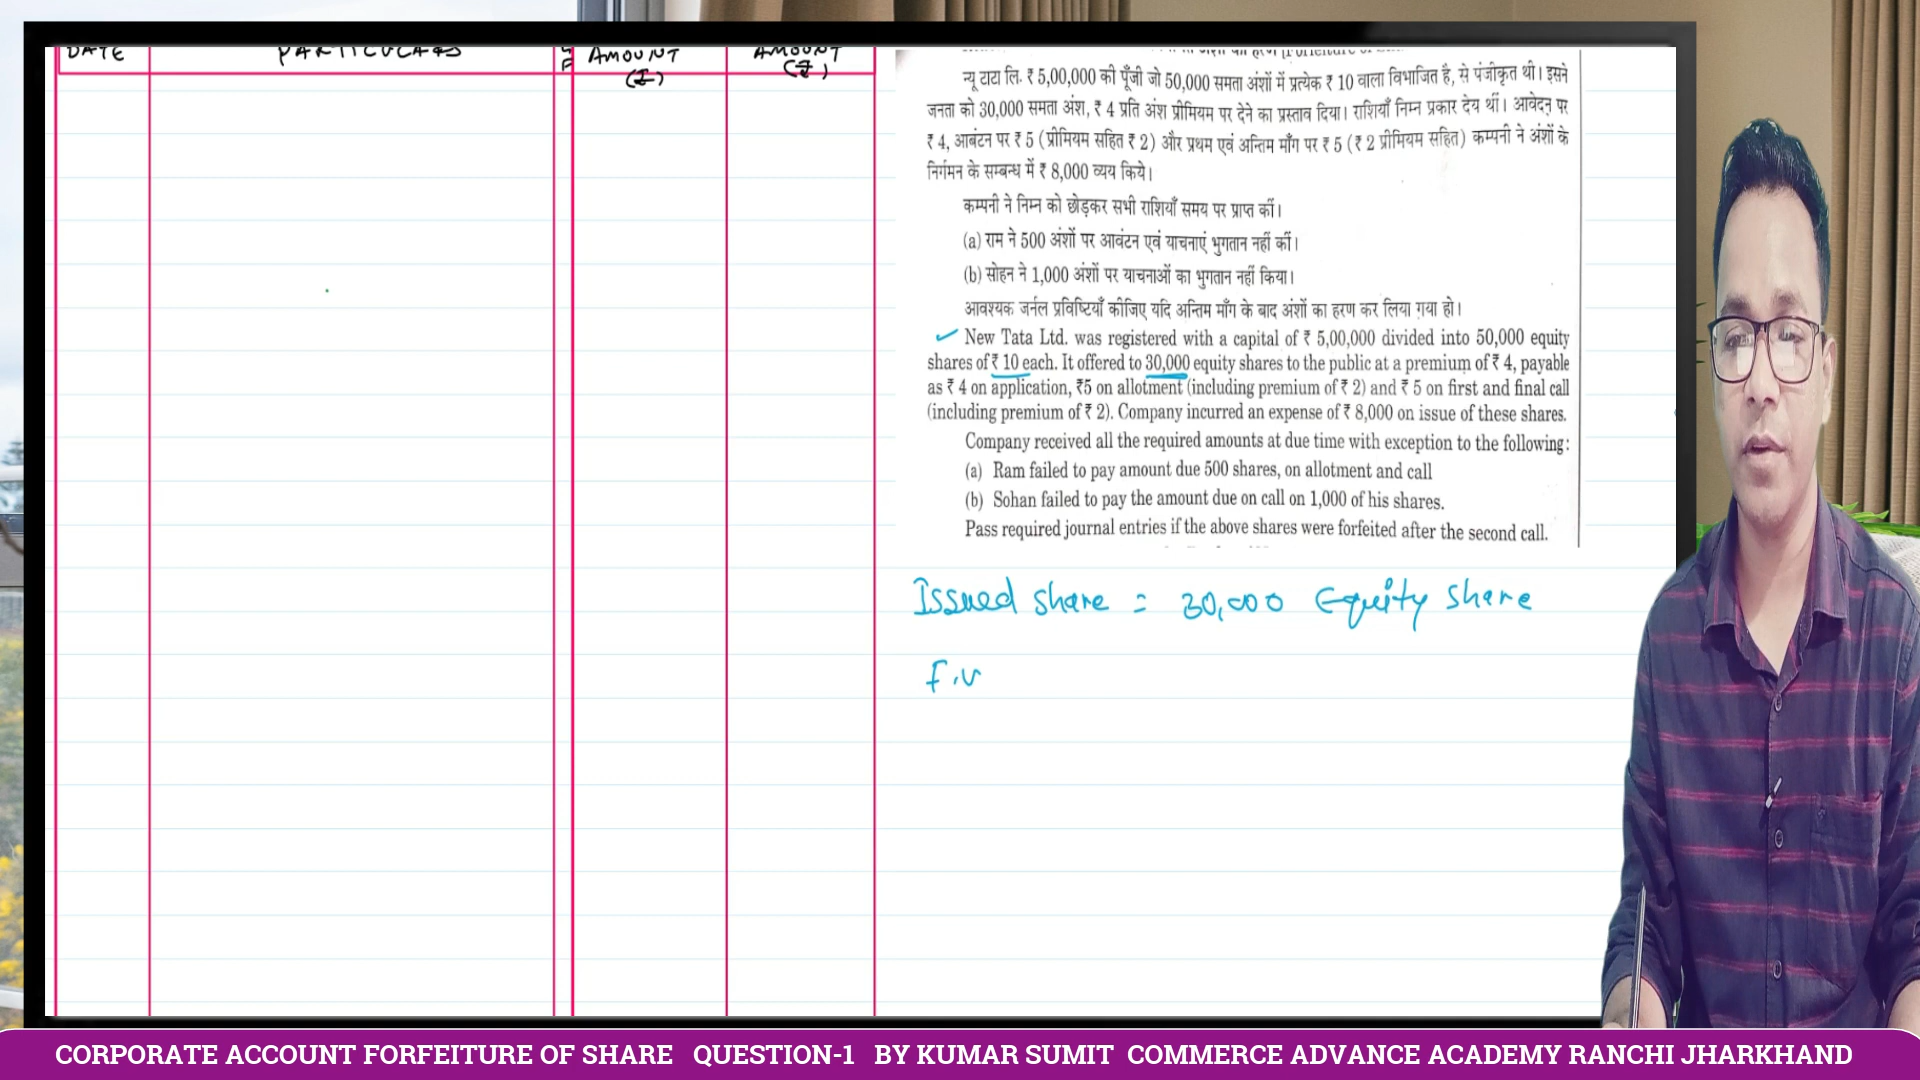 DATE PARTICULARS L F AMOUNT (₹) AMOUNT (₹)
न्यू टाटा लि. ₹ 5,00,000 की पूँजी जो 50,000 समता अंशों में प्रत्येक ₹ 10 वाला विभाजित है, से पंजीकृत थी। इसने
जनता को 30,000 समता अंश, ₹ 4 प्रति अंश प्रीमियम पर देने का प्रस्ताव दिया। राशियाँ निम्न प्रकार देय थीं। आवेदन पर
₹ 4, आबंटन पर ₹ 5 (प्रीमियम सहित ₹ 2) और प्रथम एवं अन्तिम माँग पर ₹ 5 (₹ 2 प्रीमियम सहित) कम्पनी ने अंशों के
निर्गमन के सम्बन्ध में ₹ 8,000 व्यय किये।
कम्पनी ने निम्न को छोड़कर सभी राशियाँ समय पर प्राप्त कीं।
(a) राम ने 500 अंशों पर आवंटन एवं याचनाएं भुगतान नहीं कीं।
(b) सोहन ने 1,000 अंशों पर याचनाओं का भुगतान नहीं किया।
आवश्यक जर्नल प्रविष्टियाँ कीजिए यदि अन्तिम माँग के बाद अंशों का हरण कर लिया गया हो।
New Tata Ltd. was registered with a capital of ₹ 5,00,000 divided into 50,000 equity
shares of ₹ 10 each. It offered to 30,000 equity shares to the public at a premium of ₹ 4, payable
as ₹ 4 on application, ₹5 on allotment (including premium of ₹ 2) and ₹ 5 on first and final call
(including premium of ₹ 2). Company incurred an expense of ₹ 8,000 on issue of these shares.
Company received all the required amounts at due time with exception to the following:
(a) Ram failed to pay amount due 500 shares, on allotment and call
(b) Sohan failed to pay the amount due on call on 1,000 of his shares.
Pass required journal entries if the above shares were forfeited after the second call.
Issued share = 30,000 Equity share
F.V
CORPORATE ACCOUNT FORFEITURE OF SHARE QUESTION-1 BY KUMAR SUMIT COMMERCE ADVANCE ACADEMY RANCHI JHARKHAND